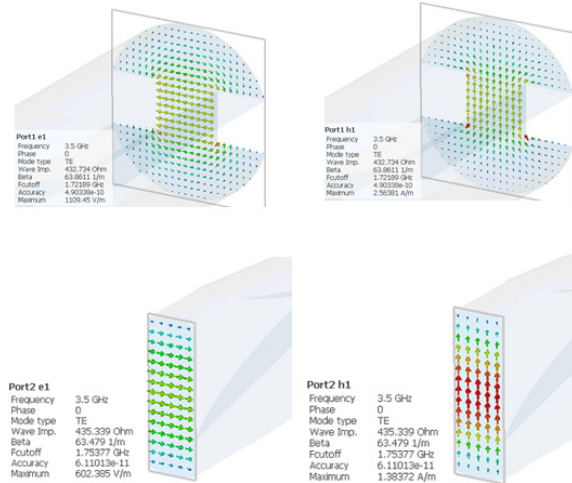 Port1 e1
Frequency 3.5 GHz
Phase 0
Mode type TE
Wave Imp. 432.734 Ohm
Beta 63.8611 1/m
Fcutoff 1.72189 GHz
Accuracy 4.90338e-10
Maximum 1109.45 V/m
Port1 h1
Frequency 3.5 GHz
Phase 0
Mode type TE
Wave Imp. 432.734 Ohm
Beta 63.8611 1/m
Fcutoff 1.72189 GHz
Accuracy 4.90338e-10
Maximum 2.56381 A/m
Port2 e1
Frequency 3.5 GHz
Phase 0
Mode type TE
Wave Imp. 435.339 Ohm
Beta 63.479 1/m
Fcutoff 1.75377 GHz
Accuracy 6.11013e-11
Maximum 602.385 V/m
Port2 h1
Frequency 3.5 GHz
Phase 0
Mode type TE
Wave Imp. 435.339 Ohm
Beta 63.479 1/m
Fcutoff 1.75377 GHz
Accuracy 6.11013e-11
Maximum 1.38372 A/m